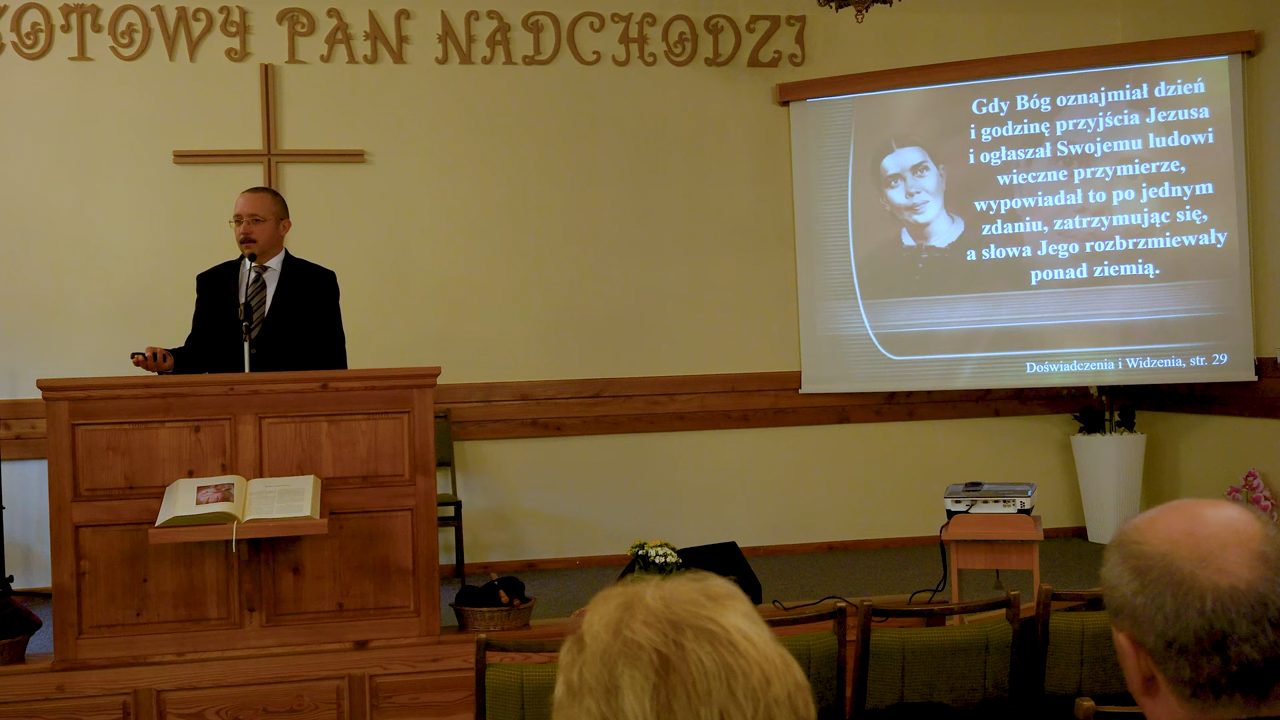 GOTOWY PAN NADCHODZI
Gdy Bóg oznajmiał dzień
i godzinę przyjścia Jezusa
i ogłaszał Swojemu ludowi
wieczne przymierze,
wypowiadał to po jednym
zdaniu, zatrzymując się,
a słowa Jego rozbrzmiewały
ponad ziemią.
Doświadczenia i Widzenia, str. 29